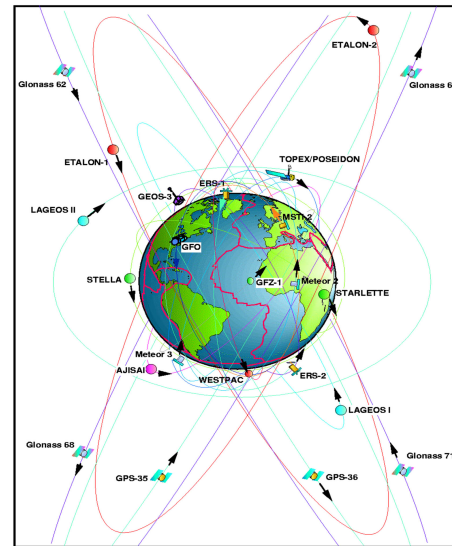 ETALON-2
Glonass 62
Glonass 6
ETALON-1
TOPEX/POSEIDON
ERS-1
GEOS-3
LAGEOS II
MSTI-2
GFO
STELLA
GFZ-1
Meteor 2
STARLETTE
Meteor 3
AJISAI
WESTPAC
ERS-2
LAGEOS I
Glonass 68
Glonass 71
GPS-35
GPS-36